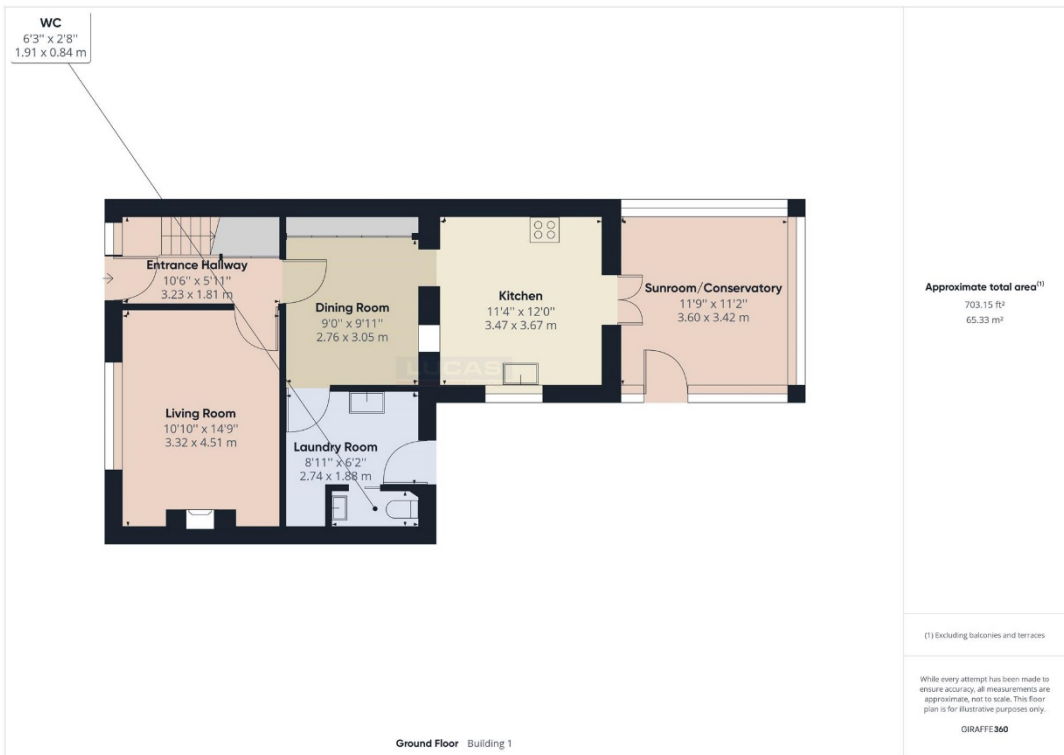 WC
6'3" x 2'8"
1.91 x 0.84 m
Entrance Hallway
10'6" x 5'11"
3.23 x 1.81 m
Dining Room
9'0" x 9'11"
2.76 x 3.05 m
Kitchen
11'4" x 12'0"
3.47 x 3.67 m
Sunroom/Conservatory
11'9" x 11'2"
3.60 x 3.42 m
LUCAS
Living Room
10'10" x 14'9"
3.32 x 4.51 m
Laundry Room
8'11" x 6'2"
2.74 x 1.88 m
Approximate total area(1)
703.15 ft²
65.33 m²
(1) Excluding balconies and terraces
While every attempt has been made to
ensure accuracy, all measurements are
approximate, not to scale. This floor
plan is for illustrative purposes only.
GIRAFFE360
Ground Floor Building 1